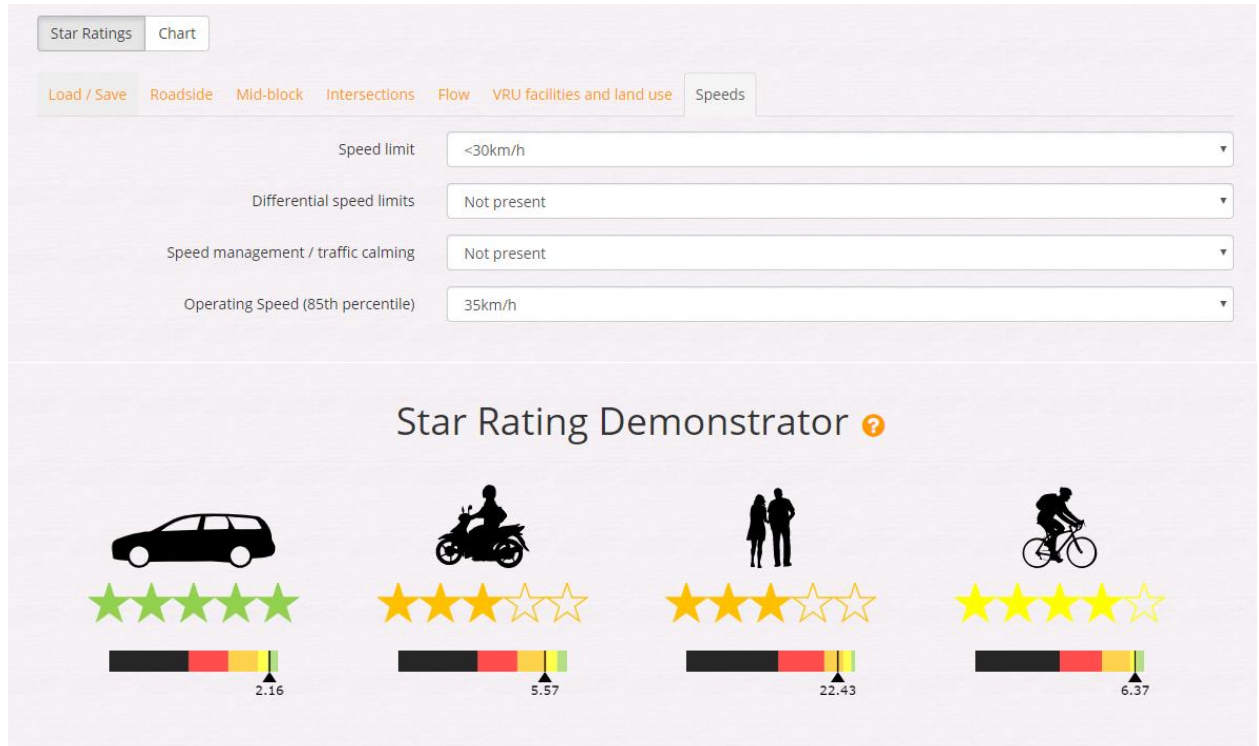 Star Ratings Chart
Load / Save Roadside Mid-block Intersections Flow VRU facilities and land use Speeds
Speed limit <30km/h
Differential speed limits Not present
Speed management / traffic calming Not present
Operating Speed (85th percentile) 35km/h
Star Rating Demonstrator ?
2.16 5.57 22.43 6.37